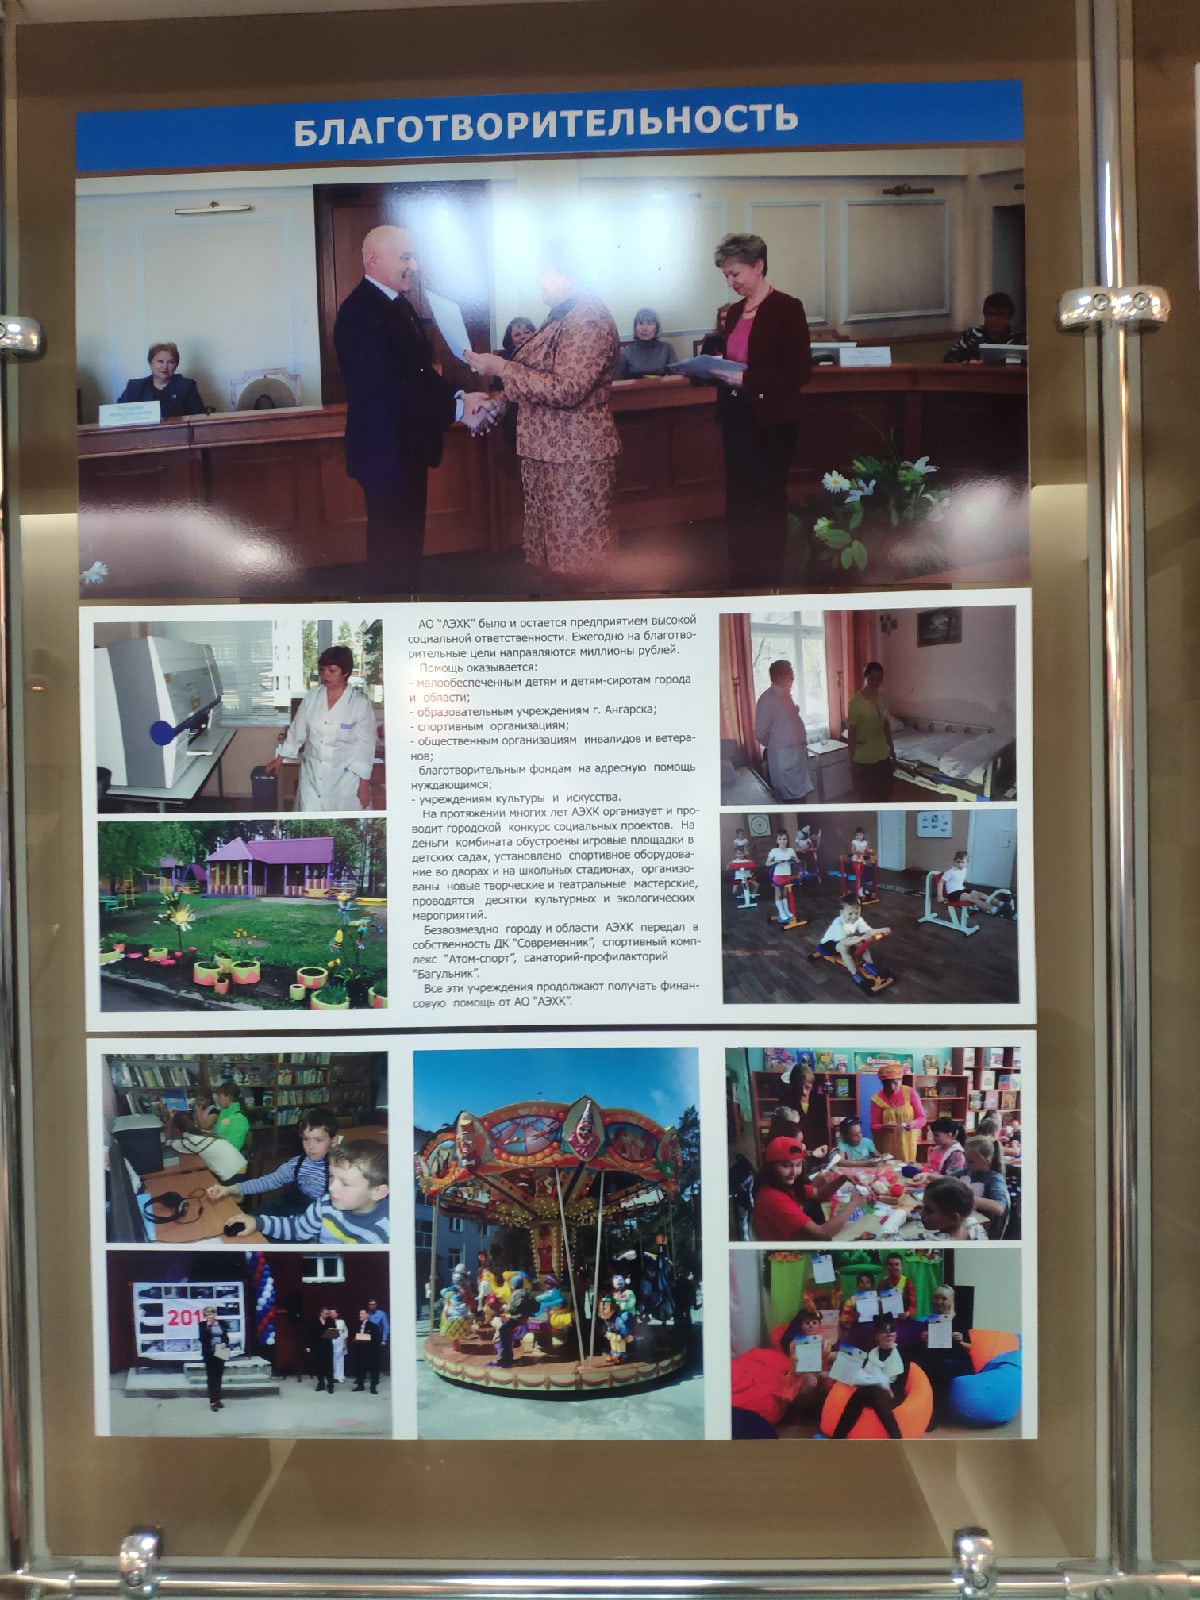 БЛАГОТВОРИТЕЛЬНОСТЬ
АО "АЭХК" было и остается предприятием высокой
социальной ответственности. Ежегодно на благотво-
рительные цели направляются миллионы рублей.
Помощь оказывается:
- малообеспеченным детям и детям-сиротам города
и области;
- образовательным учреждениям г. Ангарска;
- спортивным организациям;
- общественным организациям инвалидов и ветера-
нов;
- благотворительным фондам на адресную помощь
нуждающимся;
- учреждениям культуры и искусства.
На протяжении многих лет АЭХК организует и про-
водит городской конкурс социальных проектов. На
деньги комбината обустроены игровые площадки в
детских садах, установлено спортивное оборудова-
ние во дворах и на школьных стадионах, организо-
ваны новые творческие и театральные мастерские,
проводятся десятки культурных и экологических
мероприятий.
Безвозмездно городу и области АЭХК передал в
собственность ДК "Современник", спортивный комп-
лекс "Атом-спорт", санаторий-профилакторий
"Багульник".
Все эти учреждения продолжают получать финан-
совую помощь от АО "АЭХК".
201